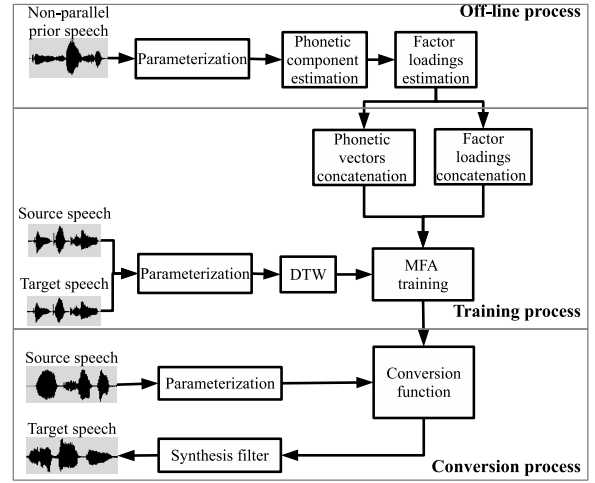 Non-parallel
prior speech
Off-line process
Parameterization
Phonetic
component
estimation
Factor
loadings
estimation
Phonetic
vectors
concatenation
Factor
loadings
concatenation
Source speech
Target speech
Parameterization
DTW
MFA
training
Training process
Source speech
Parameterization
Conversion
function
Target speech
Synthesis filter
Conversion process